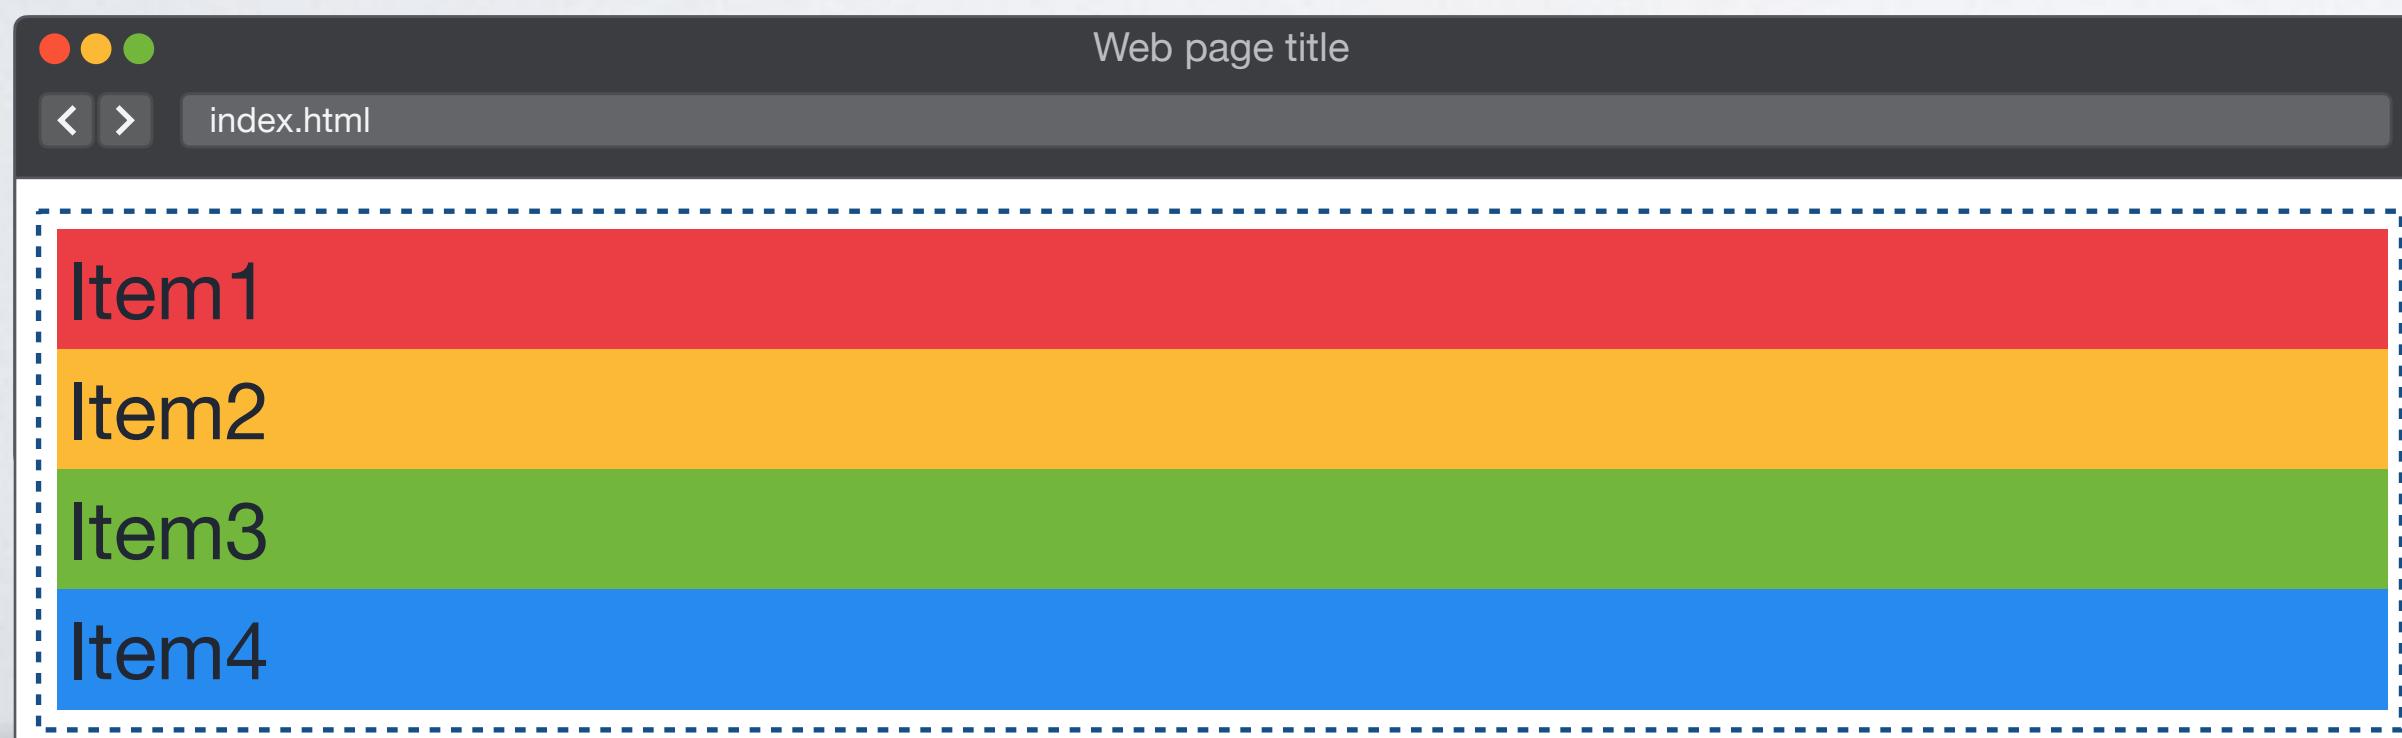 Web page title
index.html
Item1
Item2
Item3
Item4